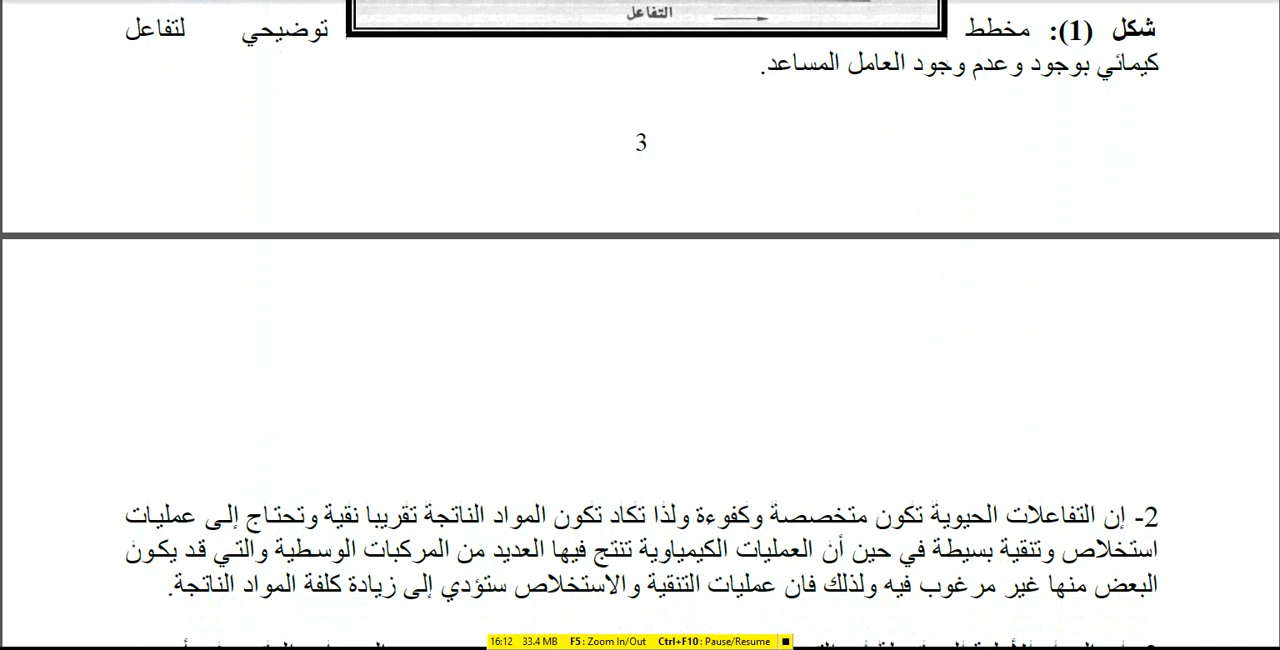 التفاعل
شكل (1): مخطط توضيحي لتفاعل
كيمائي بوجود وعدم وجود العامل المساعد.
3
2- إن التفاعلات الحيوية تكون متخصصة وكفوءة ولذا تكاد تكون المواد الناتجة تقريبا نقية وتحتاج إلى عمليات
استخلاص وتنقية بسيطة في حين أن العمليات الكيمياوية تنتج فيها العديد من المركبات الوسطية والتي قد يكون
البعض منها غير مرغوب فيه ولذلك فان عمليات التنقية والاستخلاص ستؤدي إلى زيادة كلفة المواد الناتجة.
16:12 33.4 MB F5: Zoom In/Out Ctrl+F10: Pause/Resume